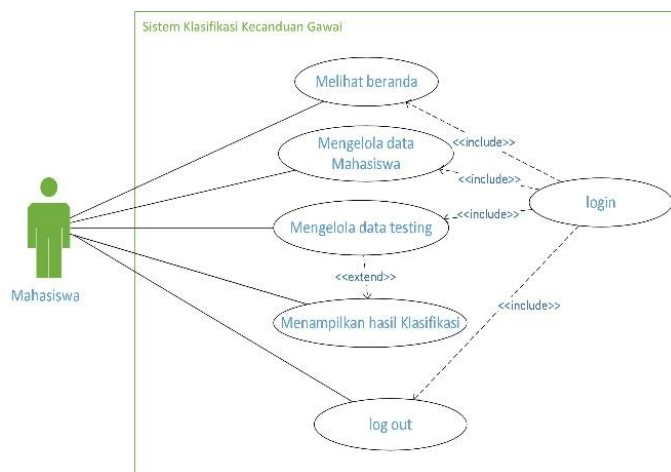 Sistem Klasifikasi Kecanduan Gawai
Melihat beranda
<<include>>
Mengelola data
Mahasiswa
<<include>>
login
<<include>>
Mengelola data testing
<<extend>>
Mahasiswa
<<include>>
Menampilkan hasil Klasifikasi
log out